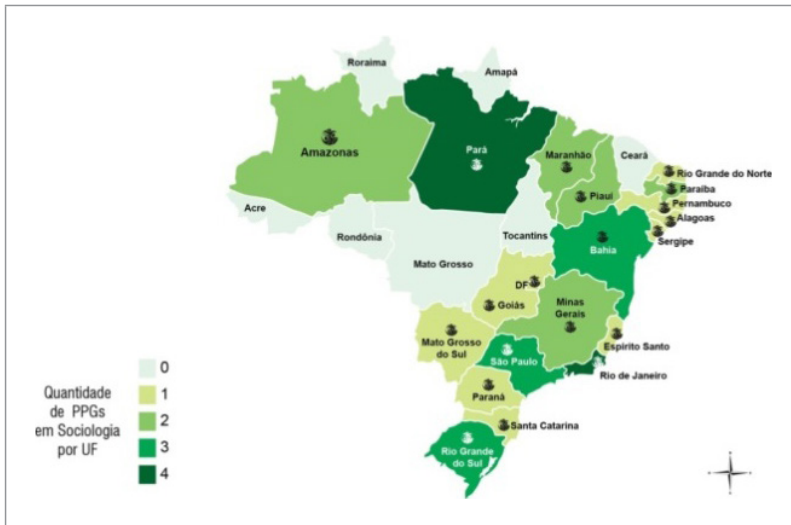 Roraima
Amapá
Amazonas
Pará
Maranhão
Ceará
Rio Grande do Norte
Piauí
Paraíba
Pernambuco
Acre
Alagoas
Rondônia
Tocantins
Sergipe
Bahia
Mato Grosso
DF
Goiás
Minas
Gerais
Mato Grosso
do Sul
São Paulo
Espírito Santo
Rio de Janeiro
Paraná
Santa Catarina
Rio Grande
do Sul
Quantidade
de PPGs
em Sociologia
por UF
0
1
2
3
4